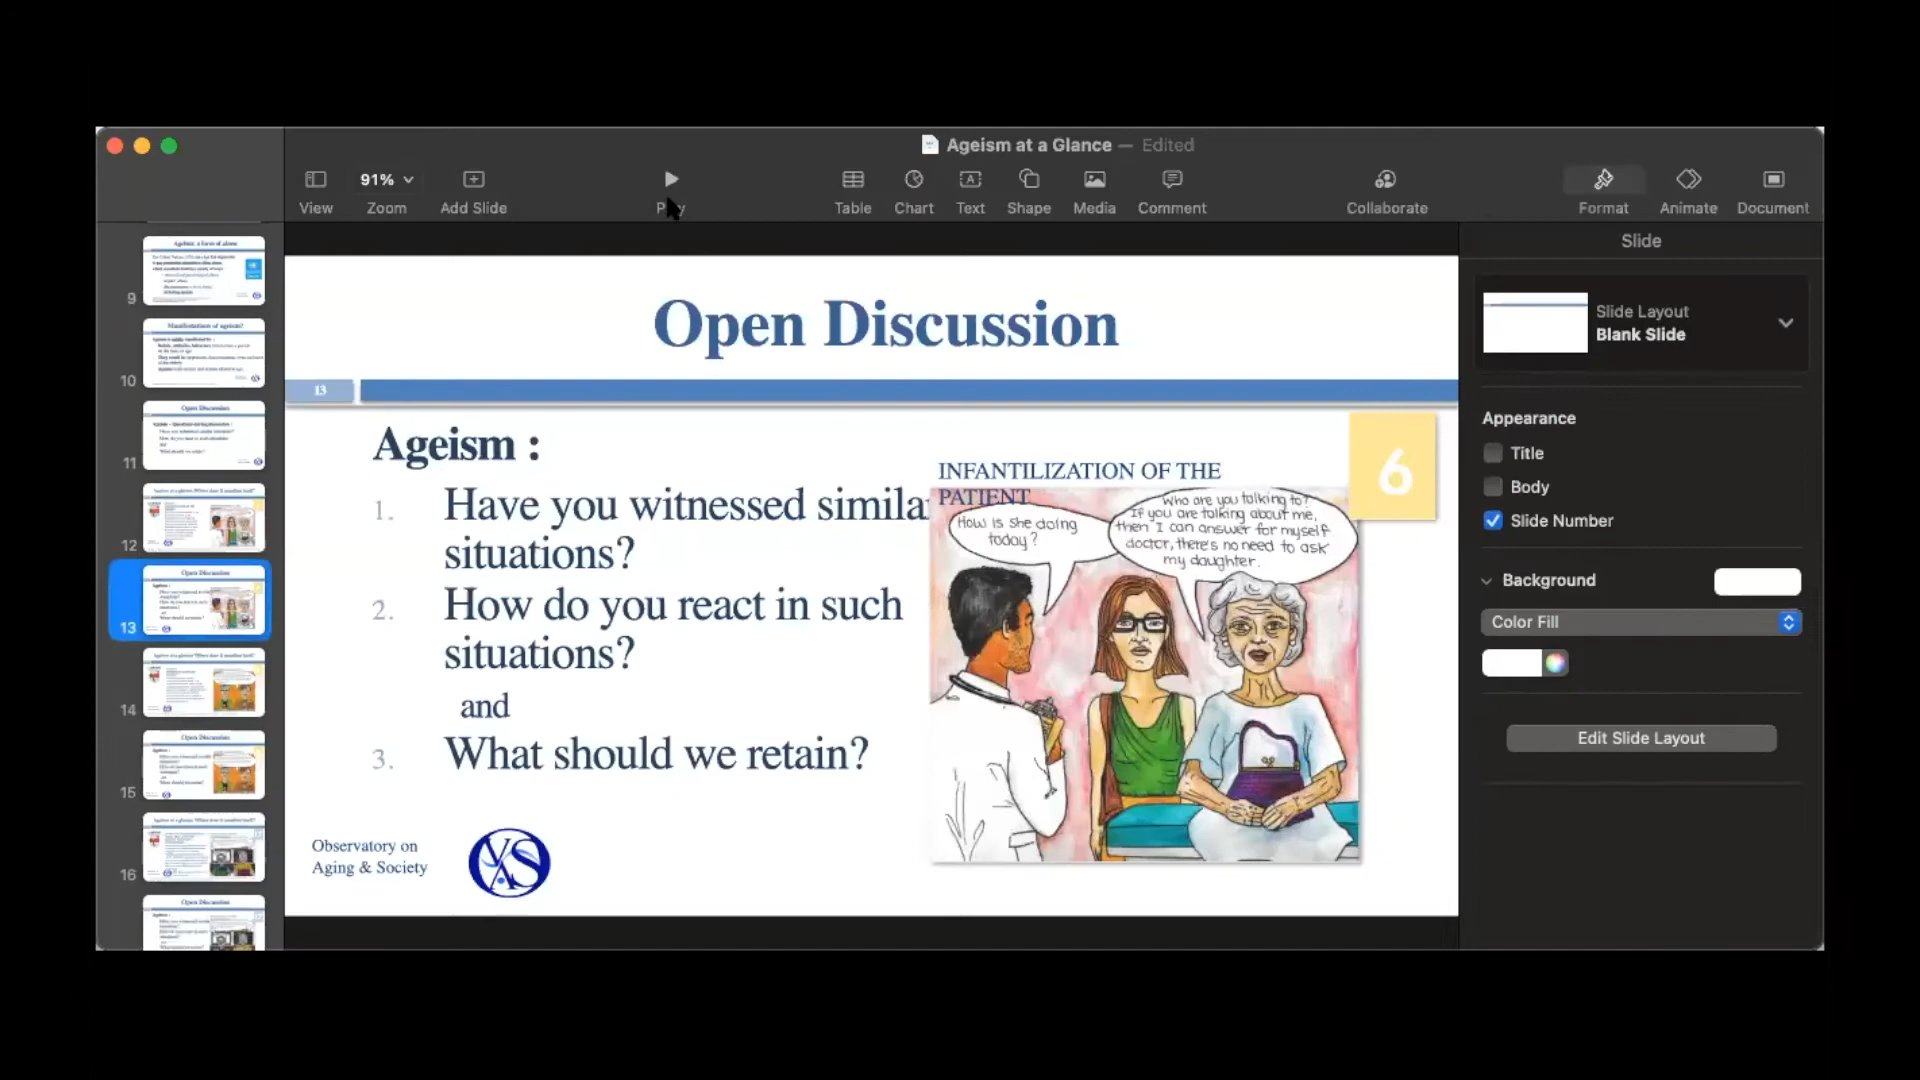 Ageism at a Glance — Edited
View
91%
Zoom
Add Slide
Table
Chart
Text
Shape
Media
Comment
Collaborate
Format
Animate
Document
Slide
9
10
11
12
13
14
15
16
Open Discussion
13
Ageism :
1. Have you witnessed
situations?
2. How do you react in such
situations?
and
3. What should we retain?
6
INFANTILIZATION OF THE
PATIENT
How is she doing
today?
Who are you talking to?
If you are talking about me,
then I can answer for myself
doctor, there's no need to ask
my daughter.
Observatory on
Aging & Society
Slide Layout
Blank Slide
Appearance
Title
Body
Slide Number
Background
Color Fill
Edit Slide Layout